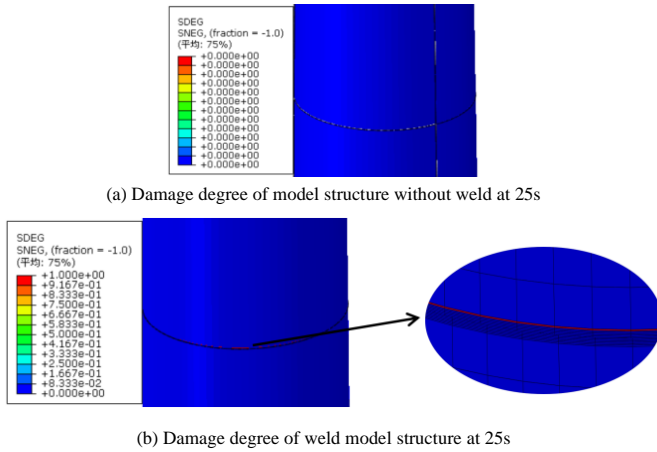 SDEG
SNEG, (fraction = -1.0)
(平均: 75%)
+0.000e+00
+0.000e+00
+0.000e+00
+0.000e+00
+0.000e+00
+0.000e+00
+0.000e+00
+0.000e+00
+0.000e+00
+0.000e+00
+0.000e+00
+0.000e+00
+0.000e+00
(a) Damage degree of model structure without weld at 25s
SDEG
SNEG, (fraction = -1.0)
(平均: 75%)
+1.000e+00
+9.167e-01
+8.333e-01
+7.500e-01
+6.667e-01
+5.833e-01
+5.000e-01
+4.167e-01
+3.333e-01
+2.500e-01
+1.667e-01
+8.333e-02
+0.000e+00
(b) Damage degree of weld model structure at 25s